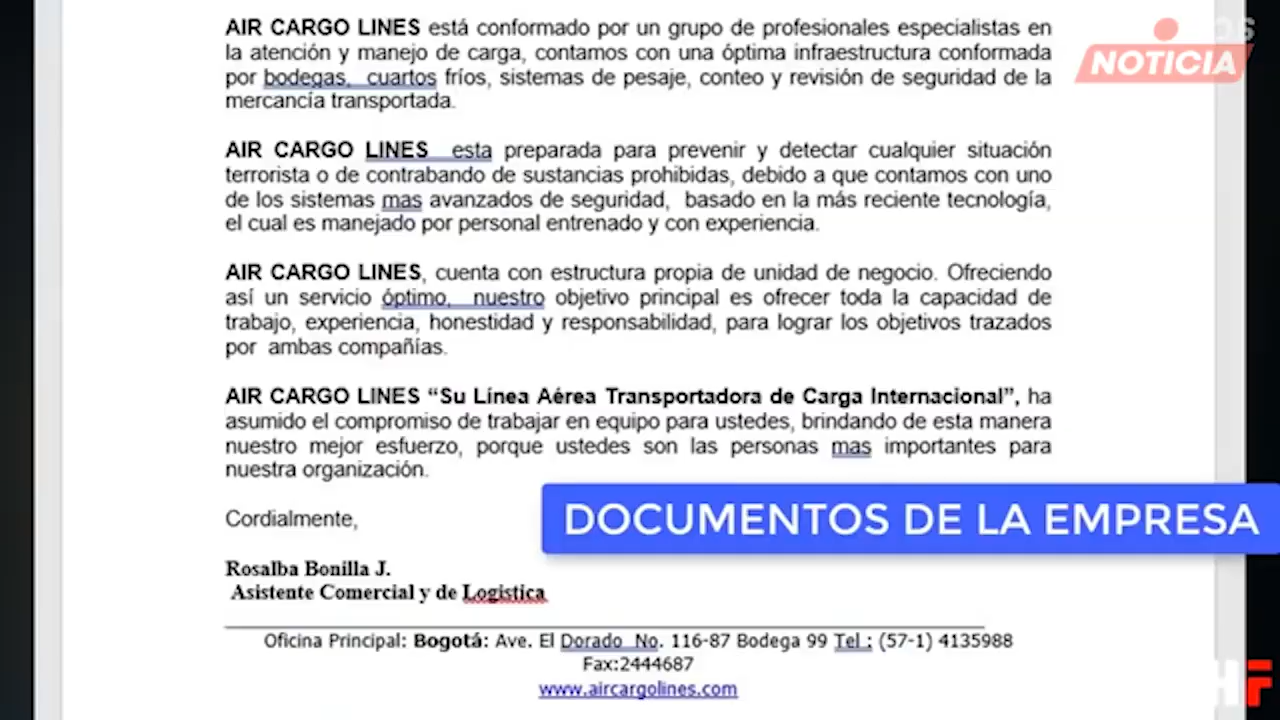 AIR CARGO LINES está conformado por un grupo de profesionales especialistas en
la atención y manejo de carga, contamos con una óptima infraestructura conformada
por bodegas, cuartos fríos, sistemas de pesaje, conteo y revisión de seguridad de la
mercancía transportada.
NOTICIA
AIR CARGO LINES esta preparada para prevenir y detectar cualquier situación
terrorista o de contrabando de sustancias prohibidas, debido a que contamos con uno
de los sistemas mas avanzados de seguridad, basado en la más reciente tecnología,
el cual es manejado por personal entrenado y con experiencia.
AIR CARGO LINES, cuenta con estructura propia de unidad de negocio. Ofreciendo
así un servicio óptimo, nuestro objetivo principal es ofrecer toda la capacidad de
trabajo, experiencia, honestidad y responsabilidad, para lograr los objetivos trazados
por ambas compañías.
AIR CARGO LINES “Su Línea Aérea Transportadora de Carga Internacional”, ha
asumido el compromiso de trabajar en equipo para ustedes, brindando de esta manera
nuestro mejor esfuerzo, porque ustedes son las personas mas importantes para
nuestra organización.
Cordialmente,
DOCUMENTOS DE LA EMPRESA
Rosalba Bonilla J.
Asistente Comercial y de Logistica
Oficina Principal: Bogotá: Ave. El Dorado No. 116-87 Bodega 99 Tel : (57-1) 4135988
Fax:2444687
www.aircargolines.com